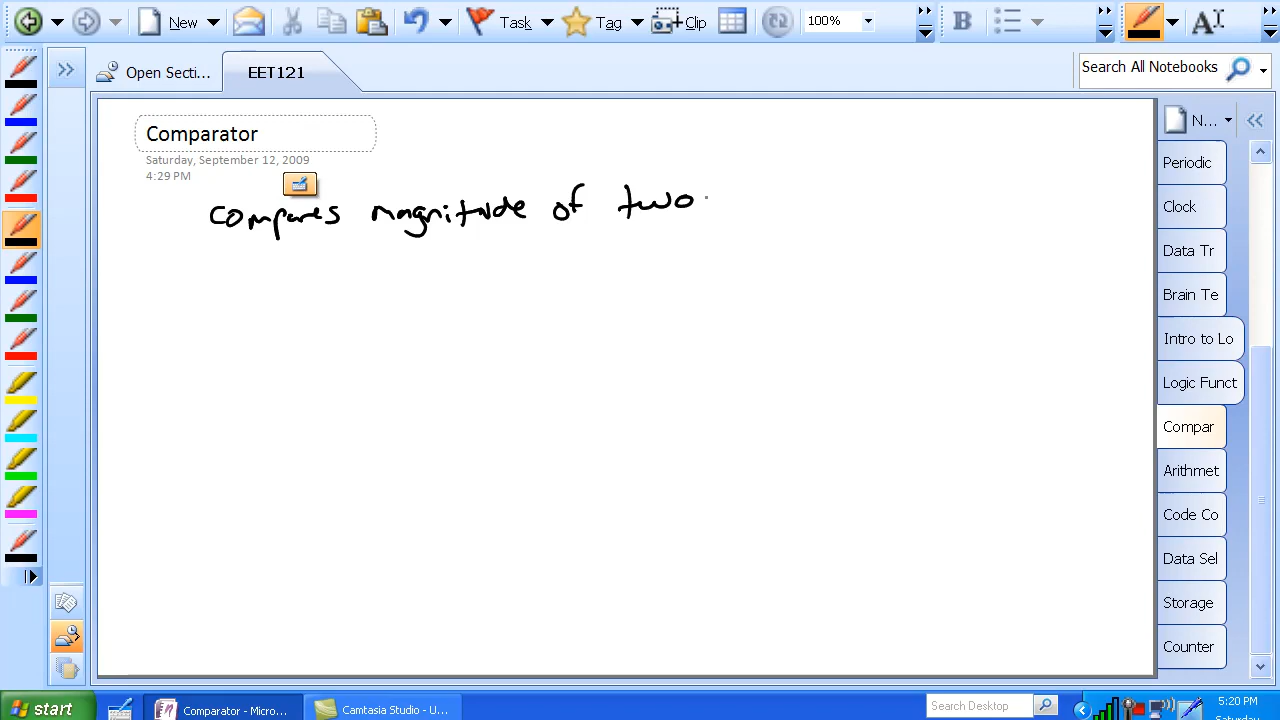 New
Task
Tag
Clip
100%
B
A
Open Secti...
EET121
Search All Notebooks
Comparator
Saturday, September 12, 2009
4:29 PM
compares magnitude of two
N...
Periodic
Clock
Data Tr
Brain Te
Intro to Lo
Logic Funct
Compar
Arithmet
Code Co
Data Sel
Storage
Counter
start
Comparator - Micro...
Camtasia Studio - U...
Search Desktop
5:20 PM
Saturday